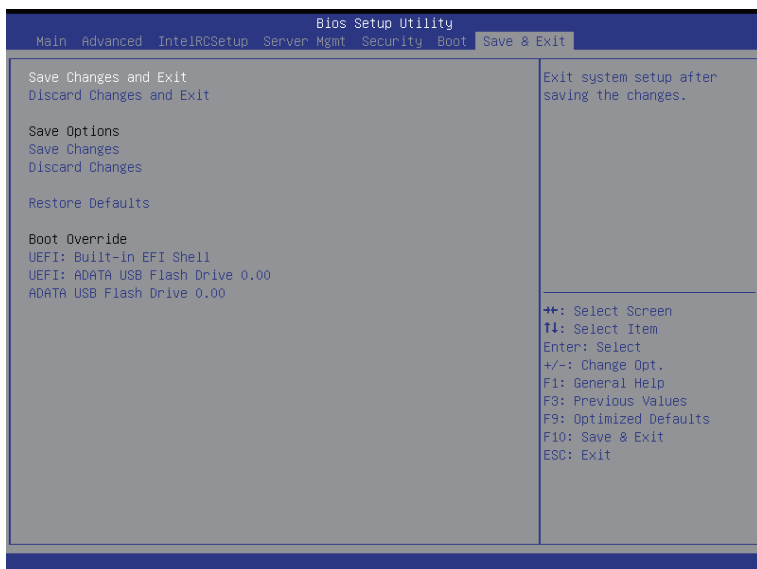 Bios Setup Utility
Main Advanced IntelRCSetup Server Mgmt Security Boot Save & Exit
Save Changes and Exit
Discard Changes and Exit
Save Options
Save Changes
Discard Changes
Restore Defaults
Boot Override
UEFI: Built-in EFI Shell
UEFI: ADATA USB Flash Drive 0.00
ADATA USB Flash Drive 0.00
Exit system setup after
saving the changes.
→←: Select Screen
↑↓: Select Item
Enter: Select
+/-: Change Opt.
F1: General Help
F3: Previous Values
F9: Optimized Defaults
F10: Save & Exit
ESC: Exit